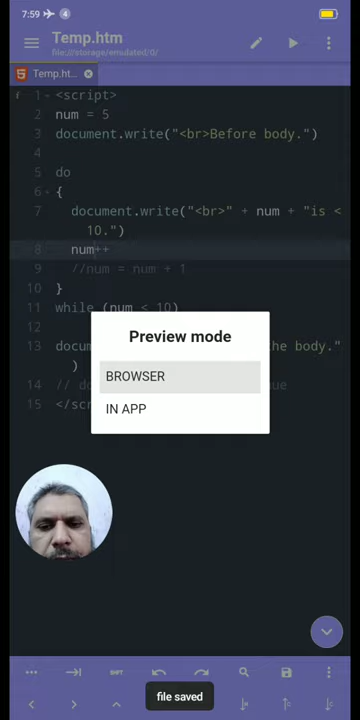 7:59 4
Temp.htm
file:///storage/emulated/0/
Temp.ht...
i 1 <script>
2 num = 5
3 document.write("<br>Before body.")
4
5 do
6 {
7 document.write("<br>" + num + "is <
10.")
8 num++
9 //num = num + 1
10 }
11 while (num < 10)
12
13 docum the body."
)
14 // d ue
15 </scr
Preview mode
BROWSER
IN APP
SHIFT
file saved